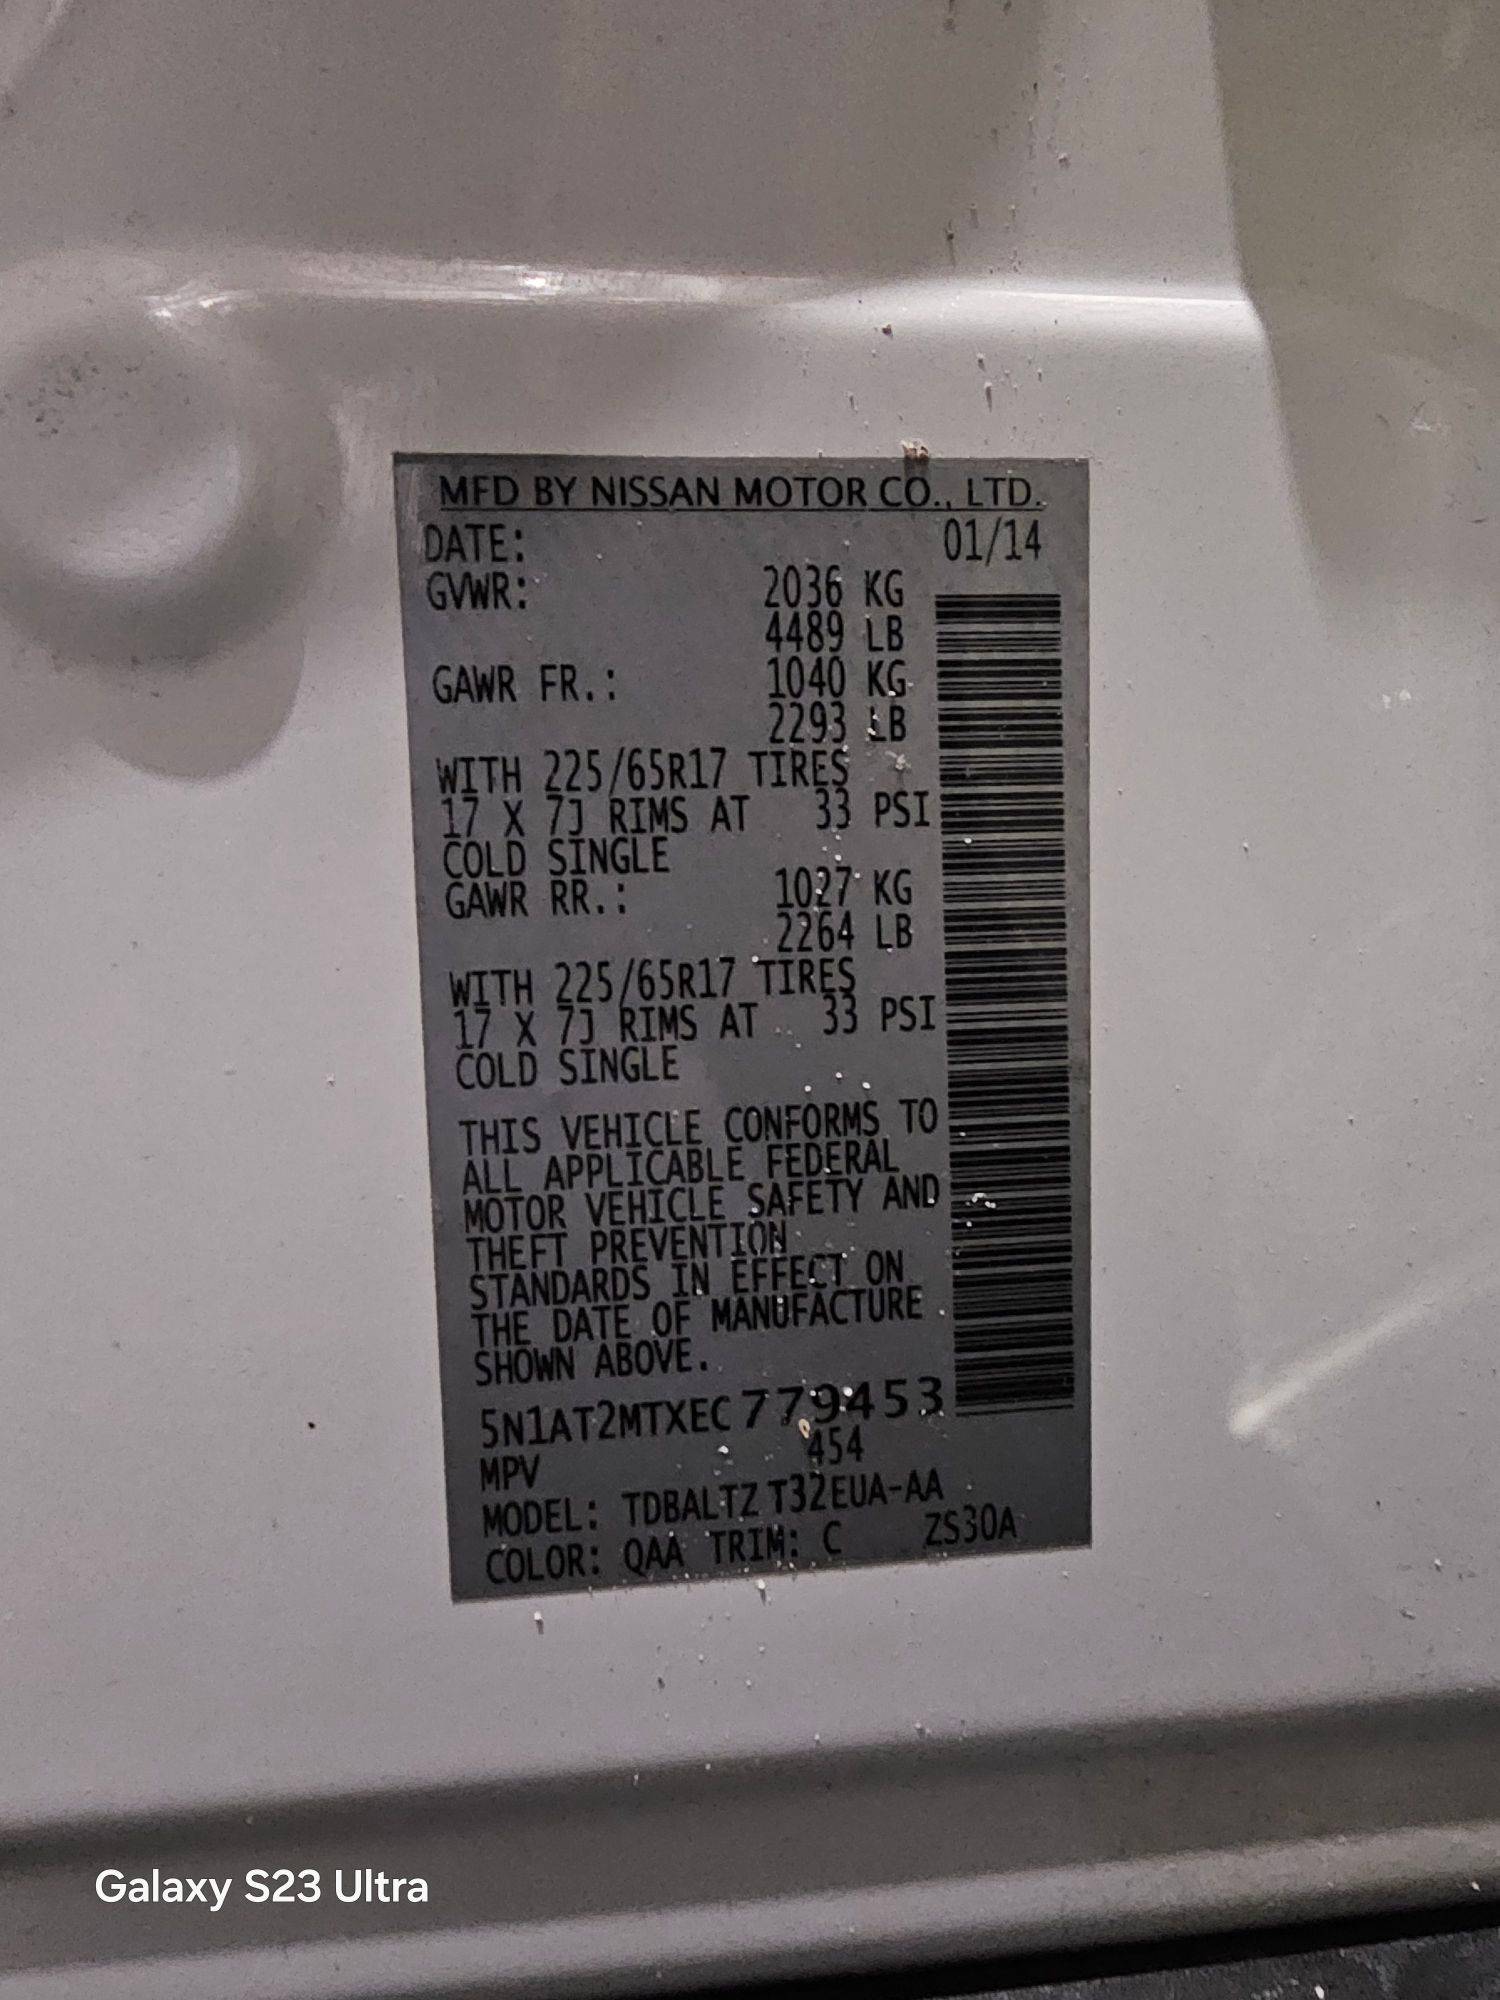 MFD BY NISSAN MOTOR CO., LTD.
DATE: 01/14
GVWR: 2036 KG
4489 LB
GAWR FR.: 1040 KG
2293 LB
WITH 225/65R17 TIRES
17 X 7J RIMS AT 33 PSI
COLD SINGLE
GAWR RR.: 1027 KG
2264 LB
WITH 225/65R17 TIRES
17 X 7J RIMS AT 33 PSI
COLD SINGLE
THIS VEHICLE CONFORMS TO
ALL APPLICABLE FEDERAL
MOTOR VEHICLE SAFETY AND
THEFT PREVENTION
STANDARDS IN EFFECT ON
THE DATE OF MANUFACTURE
SHOWN ABOVE.
5N1AT2MTXEC779453
MPV 454
MODEL: TDBALTZ T32EUA-AA
COLOR: QAA TRIM: C ZS30A
Galaxy S23 Ultra